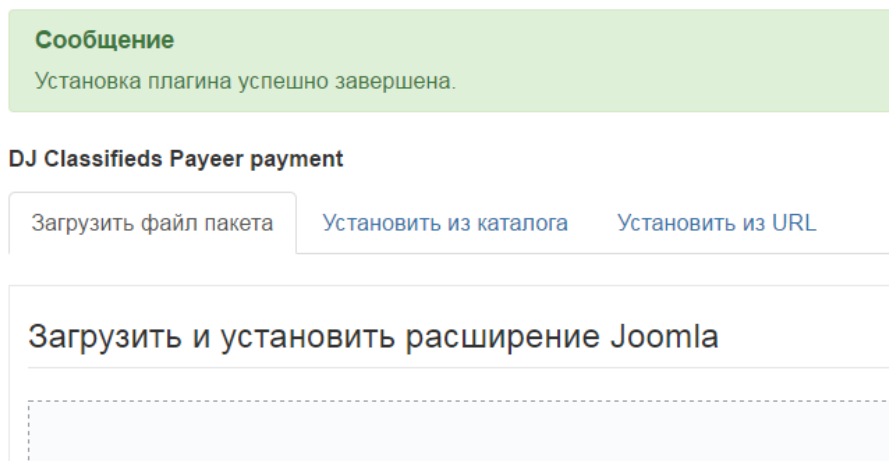 Сообщение
Установка плагина успешно завершена.
DJ Classifieds Payeer payment
Загрузить файл пакета Установить из каталога Установить из URL
Загрузить и установить расширение Joomla